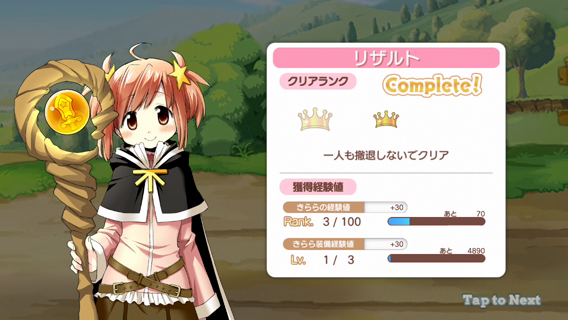 リザルト
クリアランク
Complete!
一人も撤退しないでクリア
獲得経験値
きららの経験値 +30
Rank. 3 / 100 あと 70
きらら装備経験値 +30
Lv. 1 / 3 あと 4890
Tap to Next